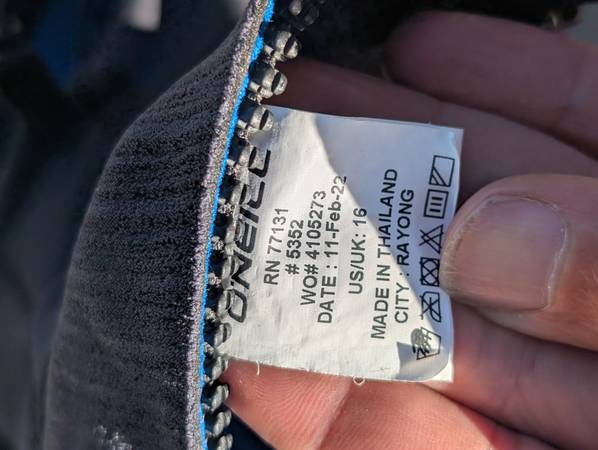 O'NEILL
RN 77131
# 5352
WO# 4105273
DATE : 11-Feb-22
US/UK: 16
MADE IN THAILAND
CITY : RAYONG